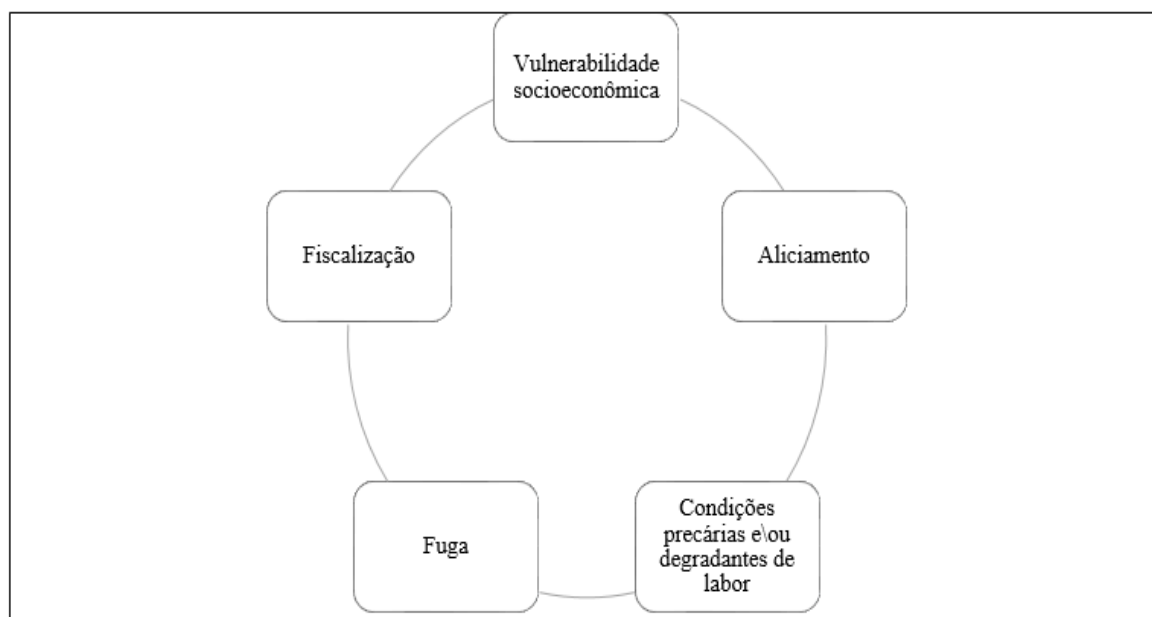 Vulnerabilidade
socioeconômica
Fiscalização
Aliciamento
Fuga
Condições
precárias e\ou
degradantes de
labor